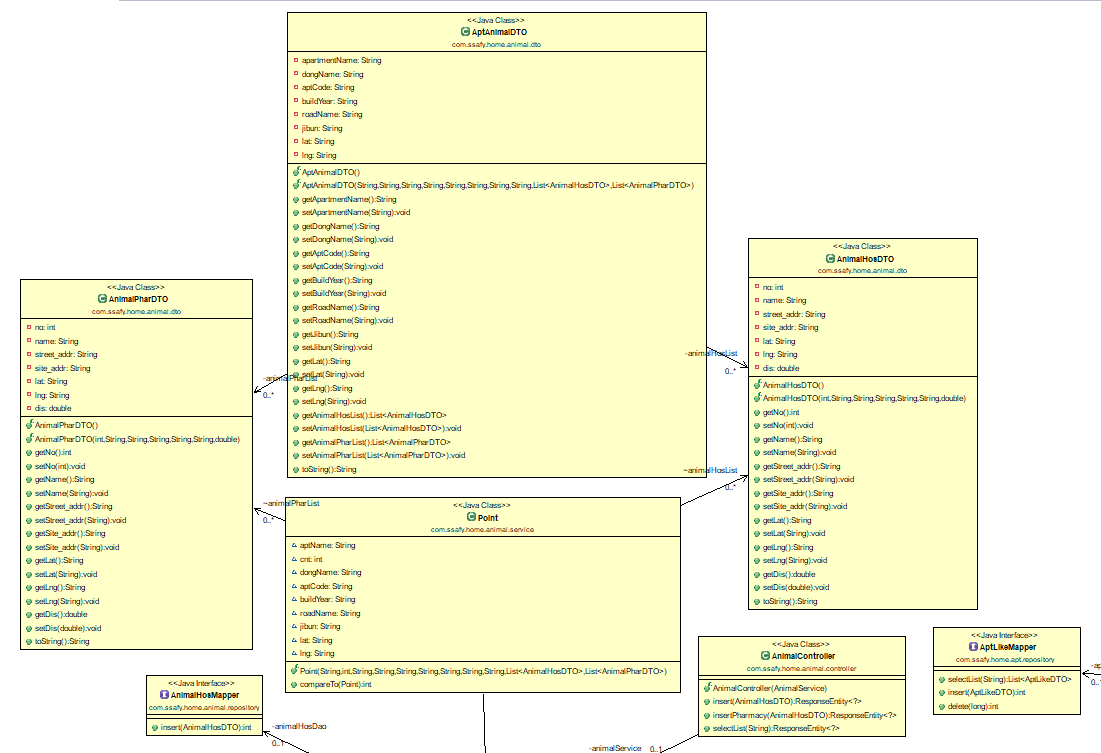 <<Java Class>>
AptAnimalDTO
com.ssafy.home.animal.dto
apartmentName: String
dongName: String
aptCode: String
buildYear: String
roadName: String
jibun: String
lat: String
lng: String
AptAnimalDTO()
AptAnimalDTO(String,String,String,String,String,String,String,String,List<AnimalHosDTO>,List<AnimalPharDTO>)
getApartmentName():String
setApartmentName(String):void
getDongName():String
setDongName(String):void
getAptCode():String
setAptCode(String):void
getBuildYear():String
setBuildYear(String):void
getRoadName():String
setRoadName(String):void
getJibun():String
setJibun(String):void
getLat():String
setLat(String):void
getLng():String
setLng(String):void
getAnimalHosList():List<AnimalHosDTO>
setAnimalHosList(List<AnimalHosDTO>):void
getAnimalPharList():List<AnimalPharDTO>
setAnimalPharList(List<AnimalPharDTO>):void
toString():String
<<Java Class>>
AnimalPharDTO
com.ssafy.home.animal.dto
no: int
name: String
street_addr: String
site_addr: String
lat: String
lng: String
dis: double
AnimalPharDTO()
AnimalPharDTO(int,String,String,String,String,String,double)
getNo():int
setNo(int):void
getName():String
setName(String):void
getStreet_addr():String
setStreet_addr(String):void
getSite_addr():String
setSite_addr(String):void
getLat():String
setLat(String):void
getLng():String
setLng(String):void
getDis():double
setDis(double):void
toString():String
-animalPharList
0..*
~animalPharList
0..*
<<Java Class>>
AnimalHosDTO
com.ssafy.home.animal.dto
no: int
name: String
street_addr: String
site_addr: String
lat: String
lng: String
dis: double
AnimalHosDTO()
AnimalHosDTO(int,String,String,String,String,String,double)
getNo():int
setNo(int):void
getName():String
setName(String):void
getStreet_addr():String
setStreet_addr(String):void
getSite_addr():String
setSite_addr(String):void
getLat():String
setLat(String):void
getLng():String
setLng(String):void
getDis():double
setDis(double):void
toString():String
-animalHosList
0..*
~animalHosList
0..*
<<Java Class>>
Point
com.ssafy.home.animal.service
aptName: String
cnt: int
dongName: String
aptCode: String
buildYear: String
roadName: String
jibun: String
lat: String
lng: String
Point(String,int,String,String,String,String,String,String,String,List<AnimalHosDTO>,List<AnimalPharDTO>)
compareTo(Point):int
<<Java Interface>>
AnimalHosMapper
com.ssafy.home.animal.repository
insert(AnimalHosDTO):int
-animalHosDao
0..1
<<Java Class>>
AnimalController
com.ssafy.home.animal.controller
AnimalController(AnimalService)
insert(AnimalHosDTO):ResponseEntity<?>
insertPharmacy(AnimalHosDTO):ResponseEntity<?>
selectList(String):ResponseEntity<?>
-animalService
0..1
<<Java Interface>>
AptLikeMapper
com.ssafy.home.apt.repository
selectList(String):List<AptLikeDTO>
insert(AptLikeDTO):int
delete(long):int